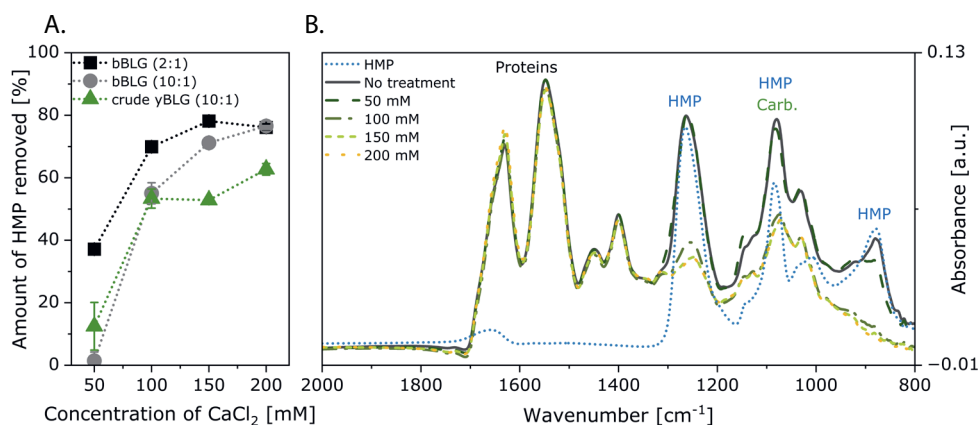 A.
Amount of HMP removed [%]
100
80
60
40
20
0
bBLG (2:1)
bBLG (10:1)
crude yBLG (10:1)
50 100 150 200
Concentration of CaCl2 [mM]
B.
HMP
No treatment
50 mM
100 mM
150 mM
200 mM
Proteins
HMP
HMP
Carb.
HMP
0.13
-0.01
Absorbance [a.u.]
2000 1800 1600 1400 1200 1000 800
Wavenumber [cm-1]